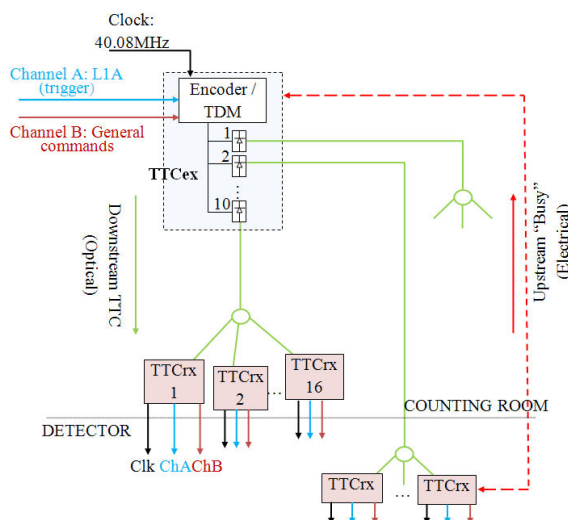 Clock:
40.08MHz
Channel A: L1A
(trigger)
Channel B: General
commands
Encoder /
TDM
1
2
TTCex
⋮
10
Downstream TTC
(Optical)
Upstream “Busy”
(Electrical)
TTCrx
1
TTCrx
2
...
TTCrx
16
COUNTING ROOM
DETECTOR
Clk ChA ChB
TTCrx
...
TTCrx